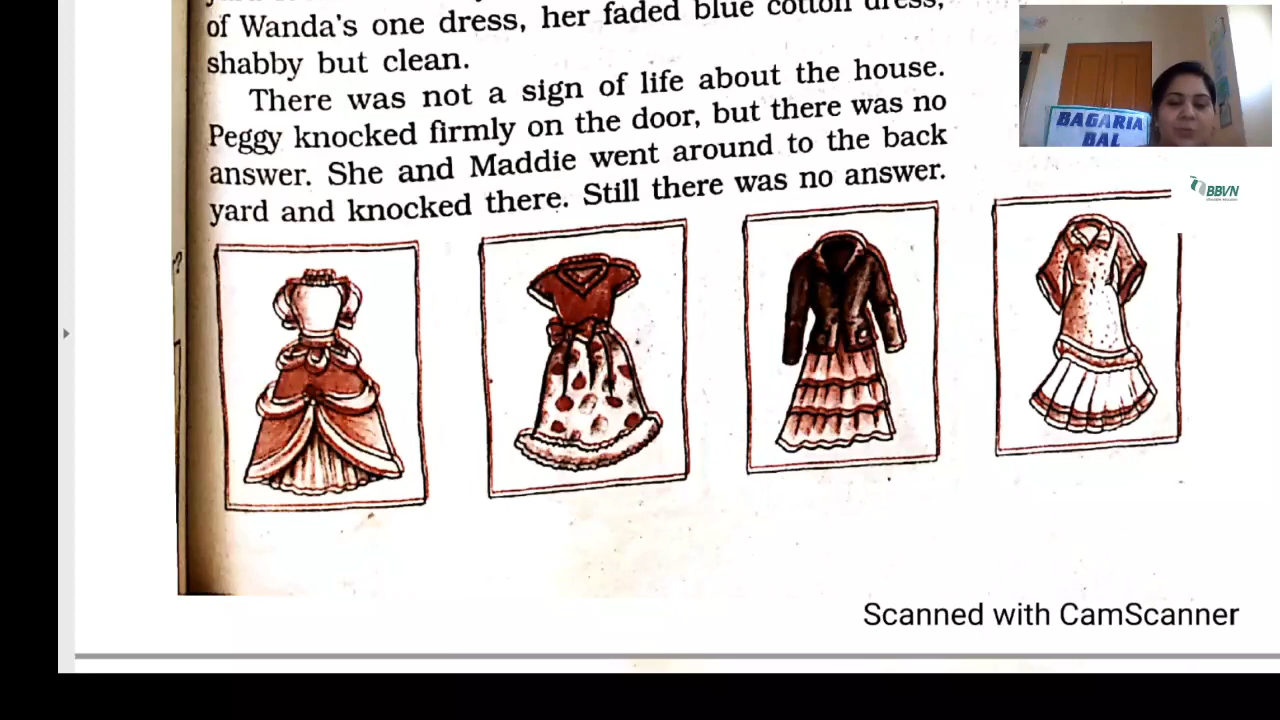 of Wanda's one dress, her faded blue cotton dress,
shabby but clean.
There was not a sign of life about the house.
Peggy knocked firmly on the door, but there was no
answer. She and Maddie went around to the back
yard and knocked there. Still there was no answer.
BAGARIA
BAL
BBVN
?
Scanned with CamScanner